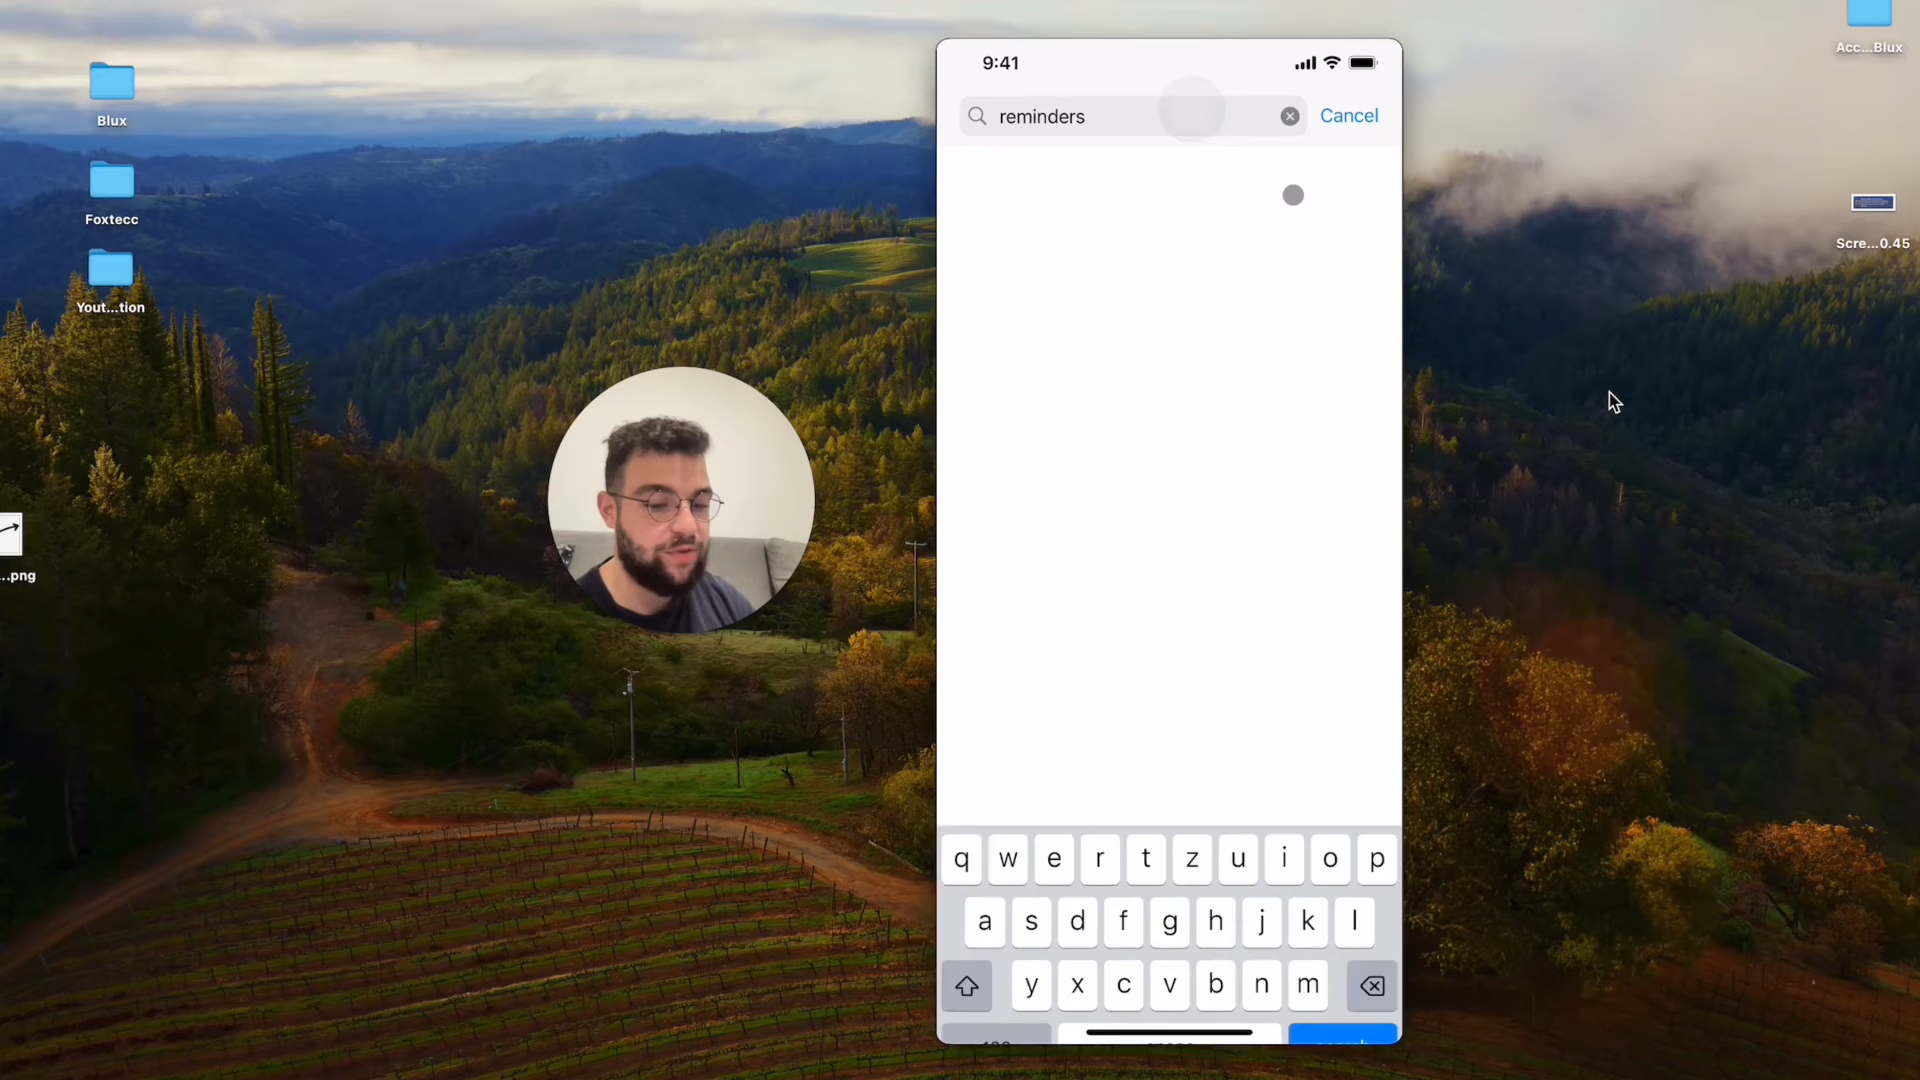 Acc...Blux
9:41
Blux
reminders
Cancel
Foxtecc
Scre...0.45
Yout...tion
...png
q w e r t z u i o p
a s d f g h j k l
y x c v b n m